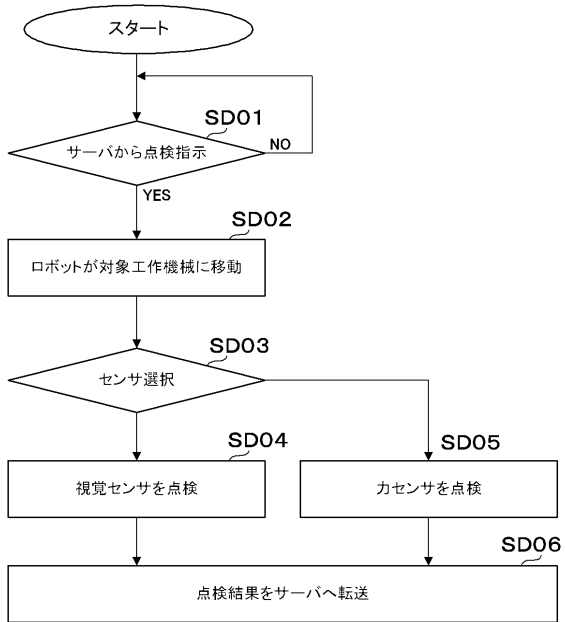 スタート
SD01
サーバから点検指示
NO
YES
SD02
ロボットが対象工作機械に移動
SD03
センサ選択
SD04
視覚センサを点検
SD05
力センサを点検
SD06
点検結果をサーバへ転送